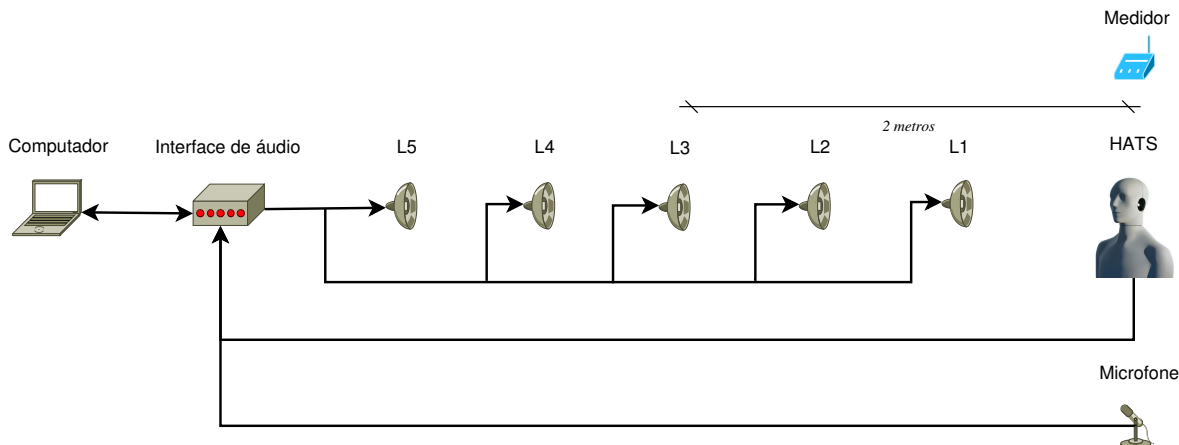 Medidor
2 metros
Computador
Interface de áudio
L5
L4
L3
L2
L1
HATS
Microfone